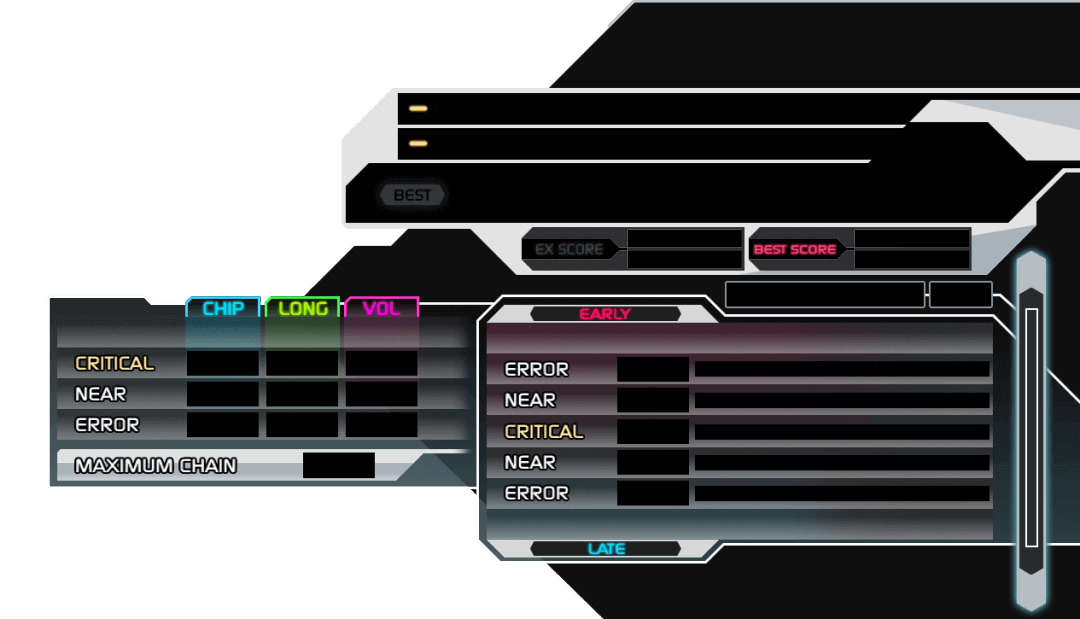 BEST
EX SCORE BEST SCORE
CHIP LONG VOL
CRITICAL
NEAR
ERROR
MAXIMUM CHAIN
EARLY
ERROR
NEAR
CRITICAL
NEAR
ERROR
LATE